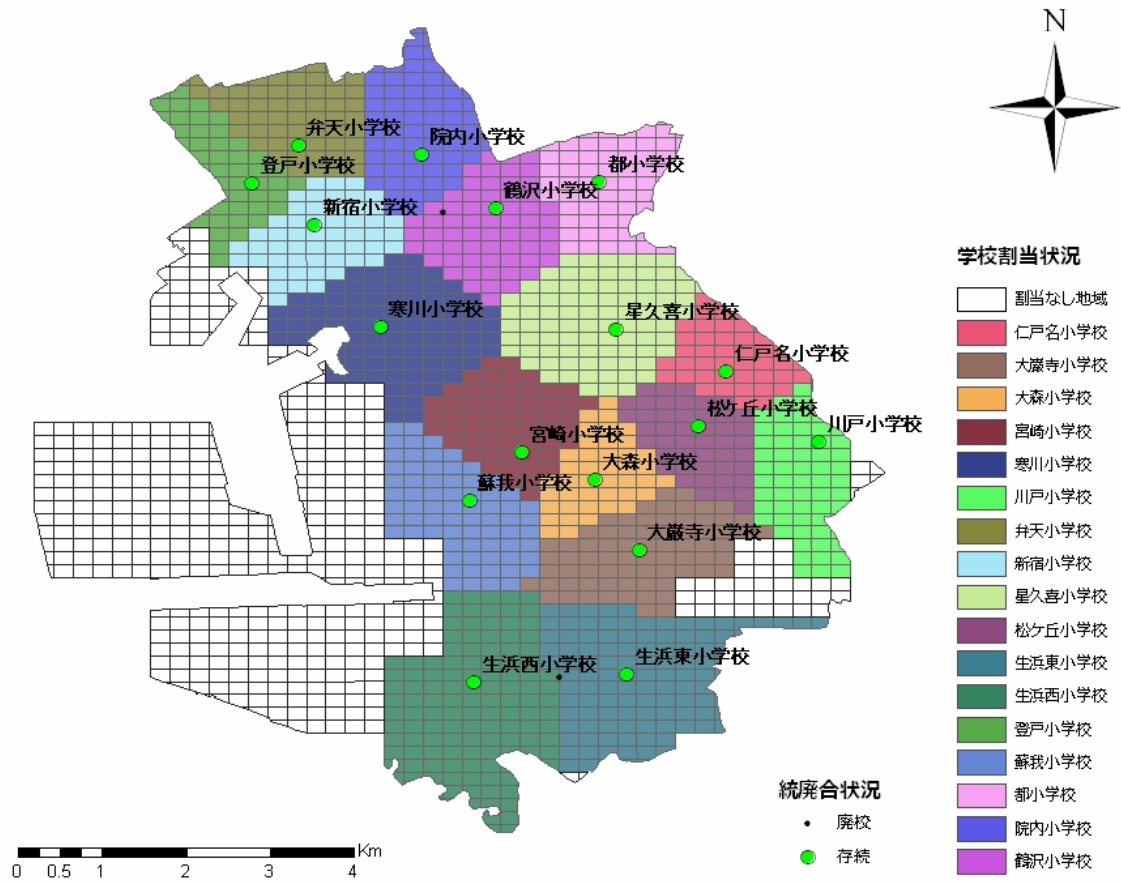 N
弁天小学校
院内小学校
登戸小学校
都小学校
鶴沢小学校
新宿小学校
寒川小学校
星久喜小学校
仁戸名小学校
松ケ丘小学校
川戸小学校
宮崎小学校
大森小学校
蘇我小学校
大厳寺小学校
生浜西小学校
生浜東小学校
学校割当状況
割当なし地域
仁戸名小学校
大厳寺小学校
大森小学校
宮崎小学校
寒川小学校
川戸小学校
弁天小学校
新宿小学校
星久喜小学校
松ケ丘小学校
生浜東小学校
生浜西小学校
登戸小学校
蘇我小学校
都小学校
院内小学校
鶴沢小学校
統廃合状況
廃校
存続
Km
0 0.5 1 2 3 4